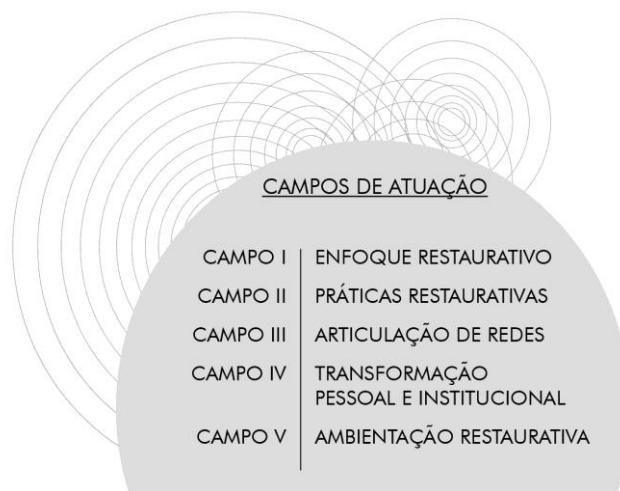 CAMPOS DE ATUAÇÃO
CAMPO I ENFOQUE RESTAURATIVO
CAMPO II PRÁTICAS RESTAURATIVAS
CAMPO III ARTICULAÇÃO DE REDES
CAMPO IV TRANSFORMAÇÃO
PESSOAL E INSTITUCIONAL
CAMPO V AMBIENTAÇÃO RESTAURATIVA